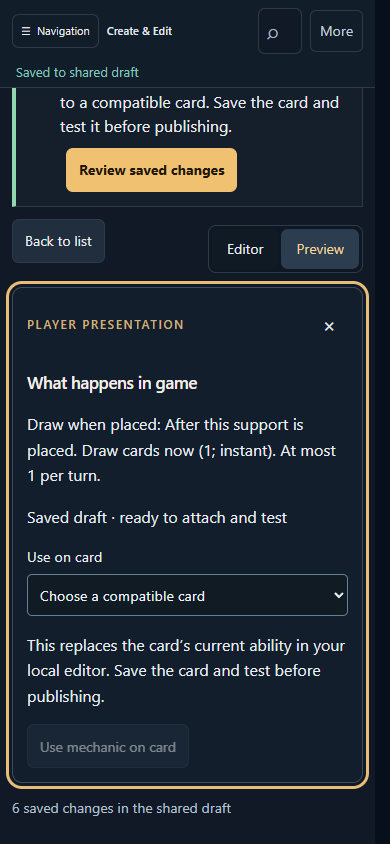 ☰ Navigation
Create & Edit
More
Saved to shared draft
to a compatible card. Save the card and
test it before publishing.
Review saved changes
Back to list
Editor
Preview
PLAYER PRESENTATION
×
What happens in game
Draw when placed: After this support is
placed. Draw cards now (1; instant). At most
1 per turn.
Saved draft · ready to attach and test
Use on card
Choose a compatible card
This replaces the card's current ability in your
local editor. Save the card and test before
publishing.
Use mechanic on card
6 saved changes in the shared draft